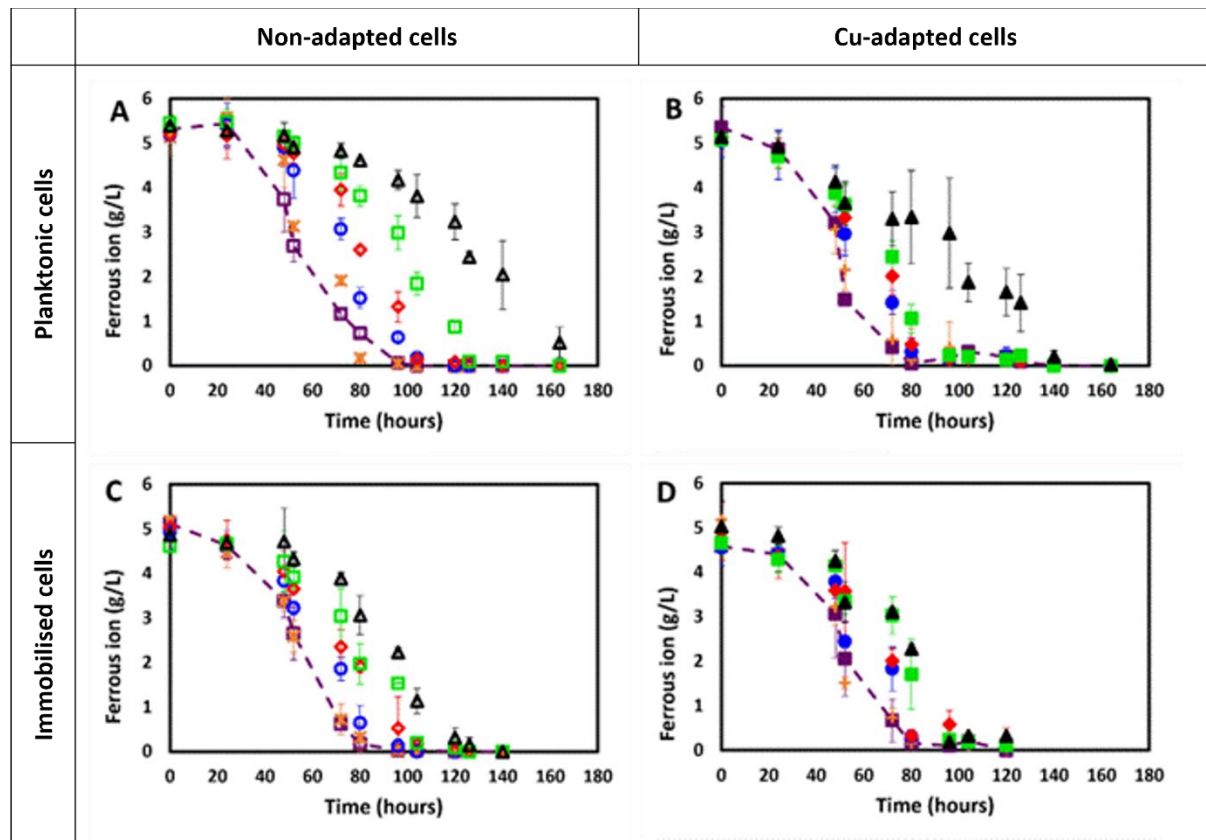 Non-adapted cells
Cu-adapted cells
Planktonic cells
A
6
5
4
3
2
1
0
Ferrous ion (g/L)
0 20 40 60 80 100 120 140 160 180
Time (hours)
B
6
5
4
3
2
1
0
Ferrous ion (g/L)
0 20 40 60 80 100 120 140 160 180
Time (hours)
Immobilised cells
C
6
5
4
3
2
1
0
Ferrous ion (g/L)
0 20 40 60 80 100 120 140 160 180
Time (hours)
D
6
5
4
3
2
1
0
Ferrous ion (g/L)
0 20 40 60 80 100 120 140 160 180
Time (hours)